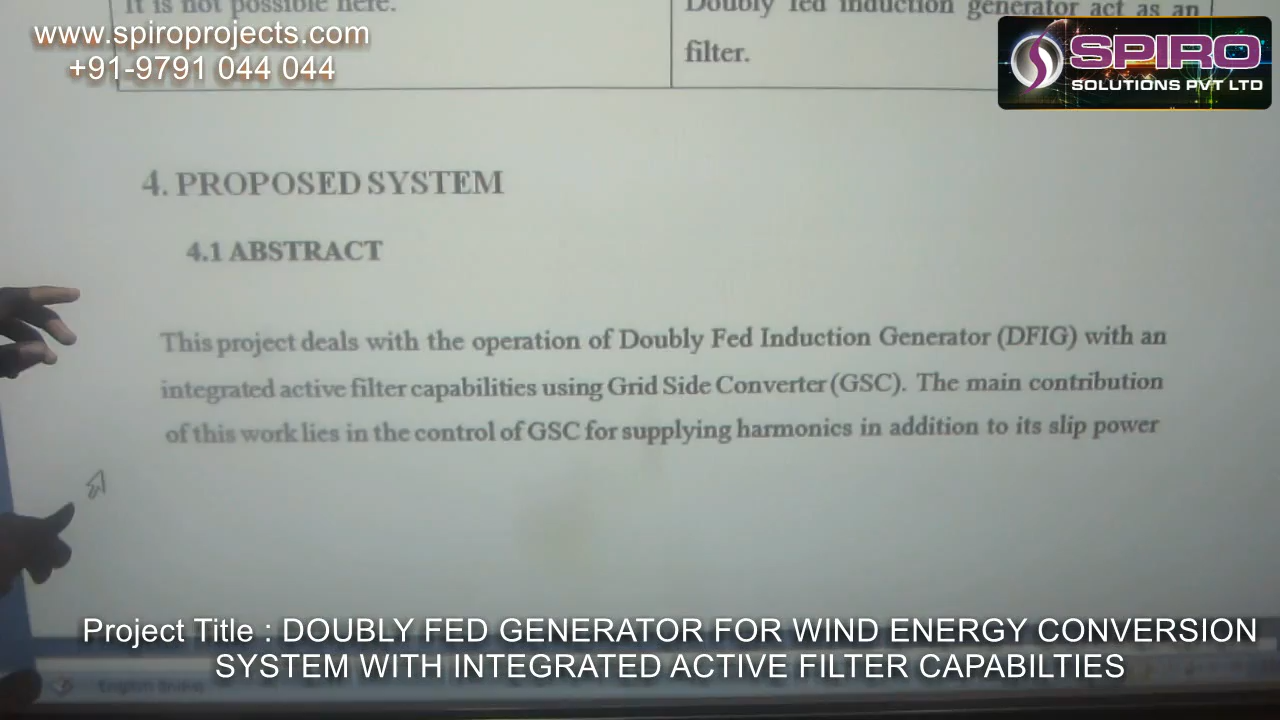 It is not possible here.
Doubly fed induction generator act as an
filter.
www.spiroprojects.com
+91-9791 044 044
SPIRO
SOLUTIONS PVT LTD
4. PROPOSED SYSTEM
4.1 ABSTRACT
This project deals with the operation of Doubly Fed Induction Generator (DFIG) with an
integrated active filter capabilities using Grid Side Converter (GSC). The main contribution
of this work lies in the control of GSC for supplying harmonics in addition to its slip power
Project Title : DOUBLY FED GENERATOR FOR WIND ENERGY CONVERSION
SYSTEM WITH INTEGRATED ACTIVE FILTER CAPABILTIES